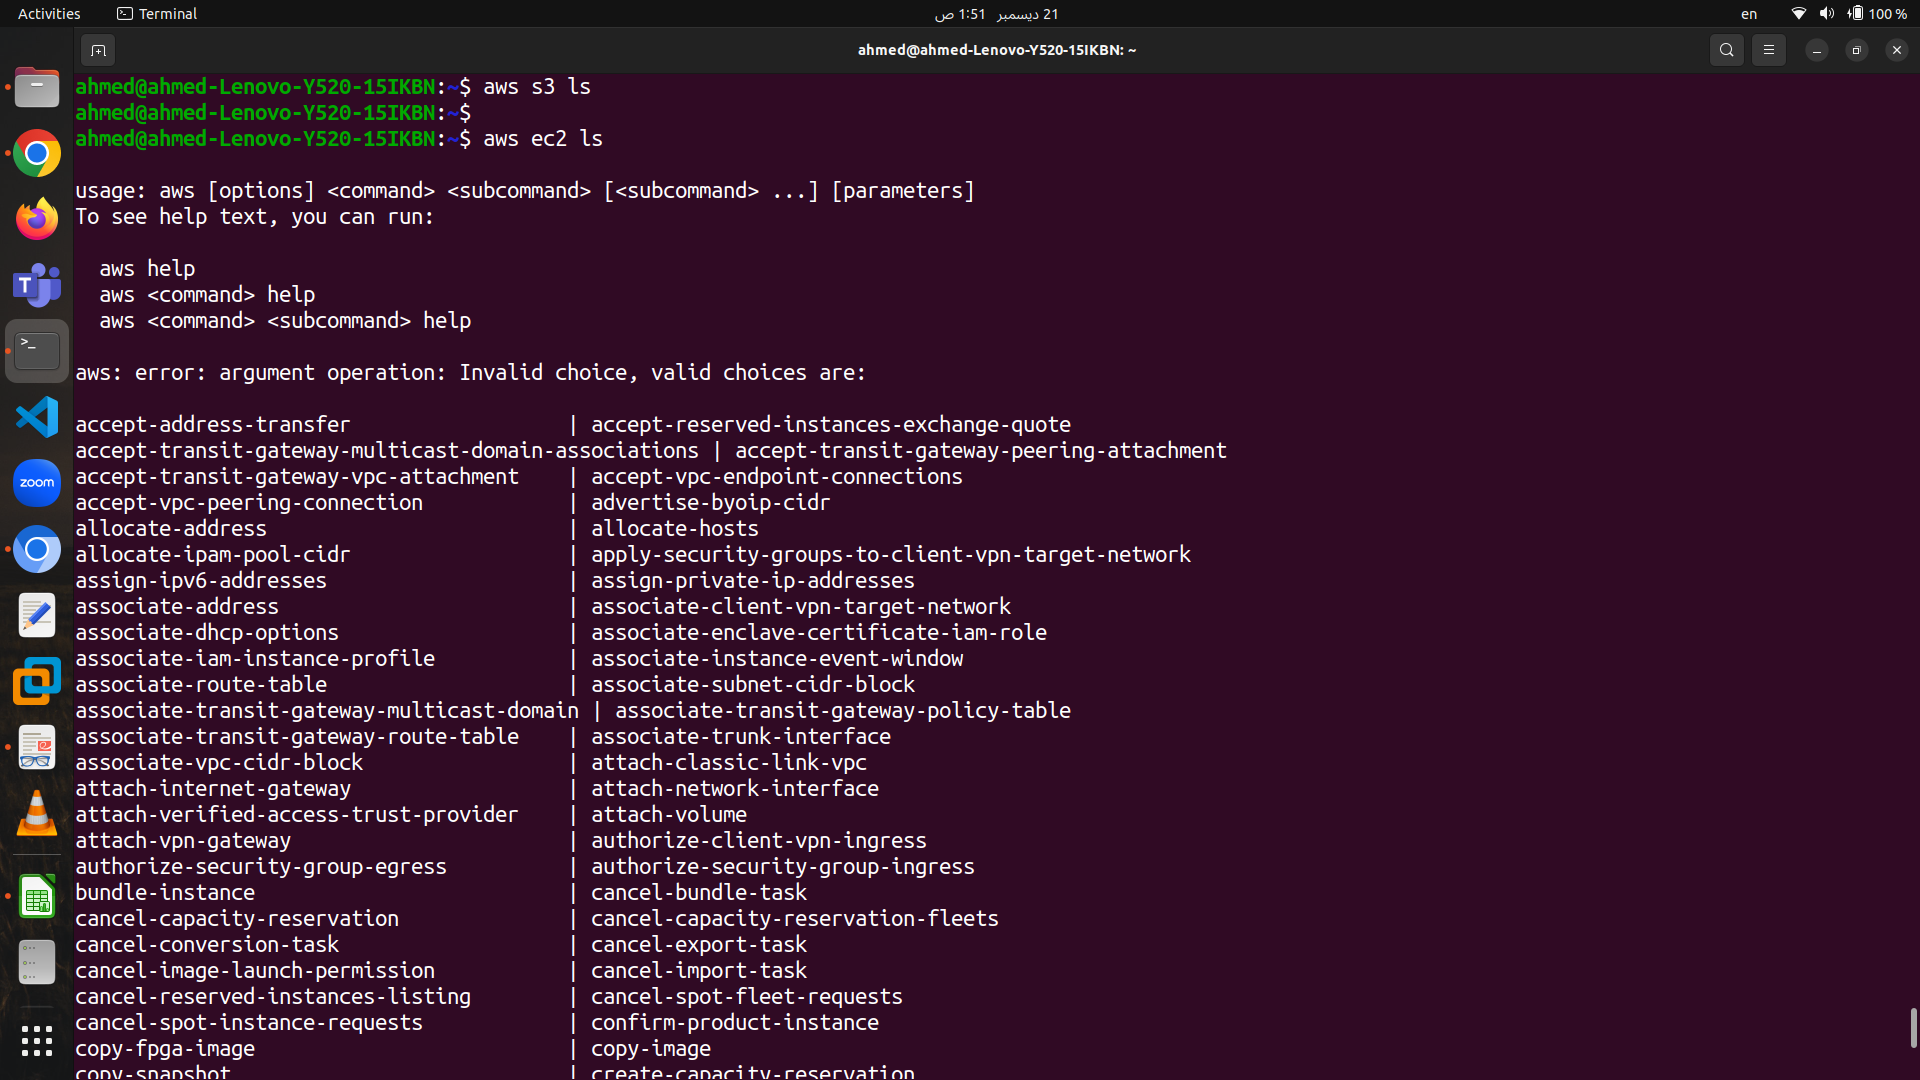 Activities Terminal 21 ديسمبر 1:51 ص en 100 %
ahmed@ahmed-Lenovo-Y520-15IKBN: ~
ahmed@ahmed-Lenovo-Y520-15IKBN:~$ aws s3 ls
ahmed@ahmed-Lenovo-Y520-15IKBN:~$
ahmed@ahmed-Lenovo-Y520-15IKBN:~$ aws ec2 ls
usage: aws [options] <command> <subcommand> [<subcommand> ...] [parameters]
To see help text, you can run:
aws help
aws <command> help
aws <command> <subcommand> help
aws: error: argument operation: Invalid choice, valid choices are:
accept-address-transfer | accept-reserved-instances-exchange-quote
accept-transit-gateway-multicast-domain-associations | accept-transit-gateway-peering-attachment
accept-transit-gateway-vpc-attachment | accept-vpc-endpoint-connections
accept-vpc-peering-connection | advertise-byoip-cidr
allocate-address | allocate-hosts
allocate-ipam-pool-cidr | apply-security-groups-to-client-vpn-target-network
assign-ipv6-addresses | assign-private-ip-addresses
associate-address | associate-client-vpn-target-network
associate-dhcp-options | associate-enclave-certificate-iam-role
associate-iam-instance-profile | associate-instance-event-window
associate-route-table | associate-subnet-cidr-block
associate-transit-gateway-multicast-domain | associate-transit-gateway-policy-table
associate-transit-gateway-route-table | associate-trunk-interface
associate-vpc-cidr-block | attach-classic-link-vpc
attach-internet-gateway | attach-network-interface
attach-verified-access-trust-provider | attach-volume
attach-vpn-gateway | authorize-client-vpn-ingress
authorize-security-group-egress | authorize-security-group-ingress
bundle-instance | cancel-bundle-task
cancel-capacity-reservation | cancel-capacity-reservation-fleets
cancel-conversion-task | cancel-export-task
cancel-image-launch-permission | cancel-import-task
cancel-reserved-instances-listing | cancel-spot-fleet-requests
cancel-spot-instance-requests | confirm-product-instance
copy-fpga-image | copy-image
copy-snapshot | create-capacity-reservation
T
>_
zoom